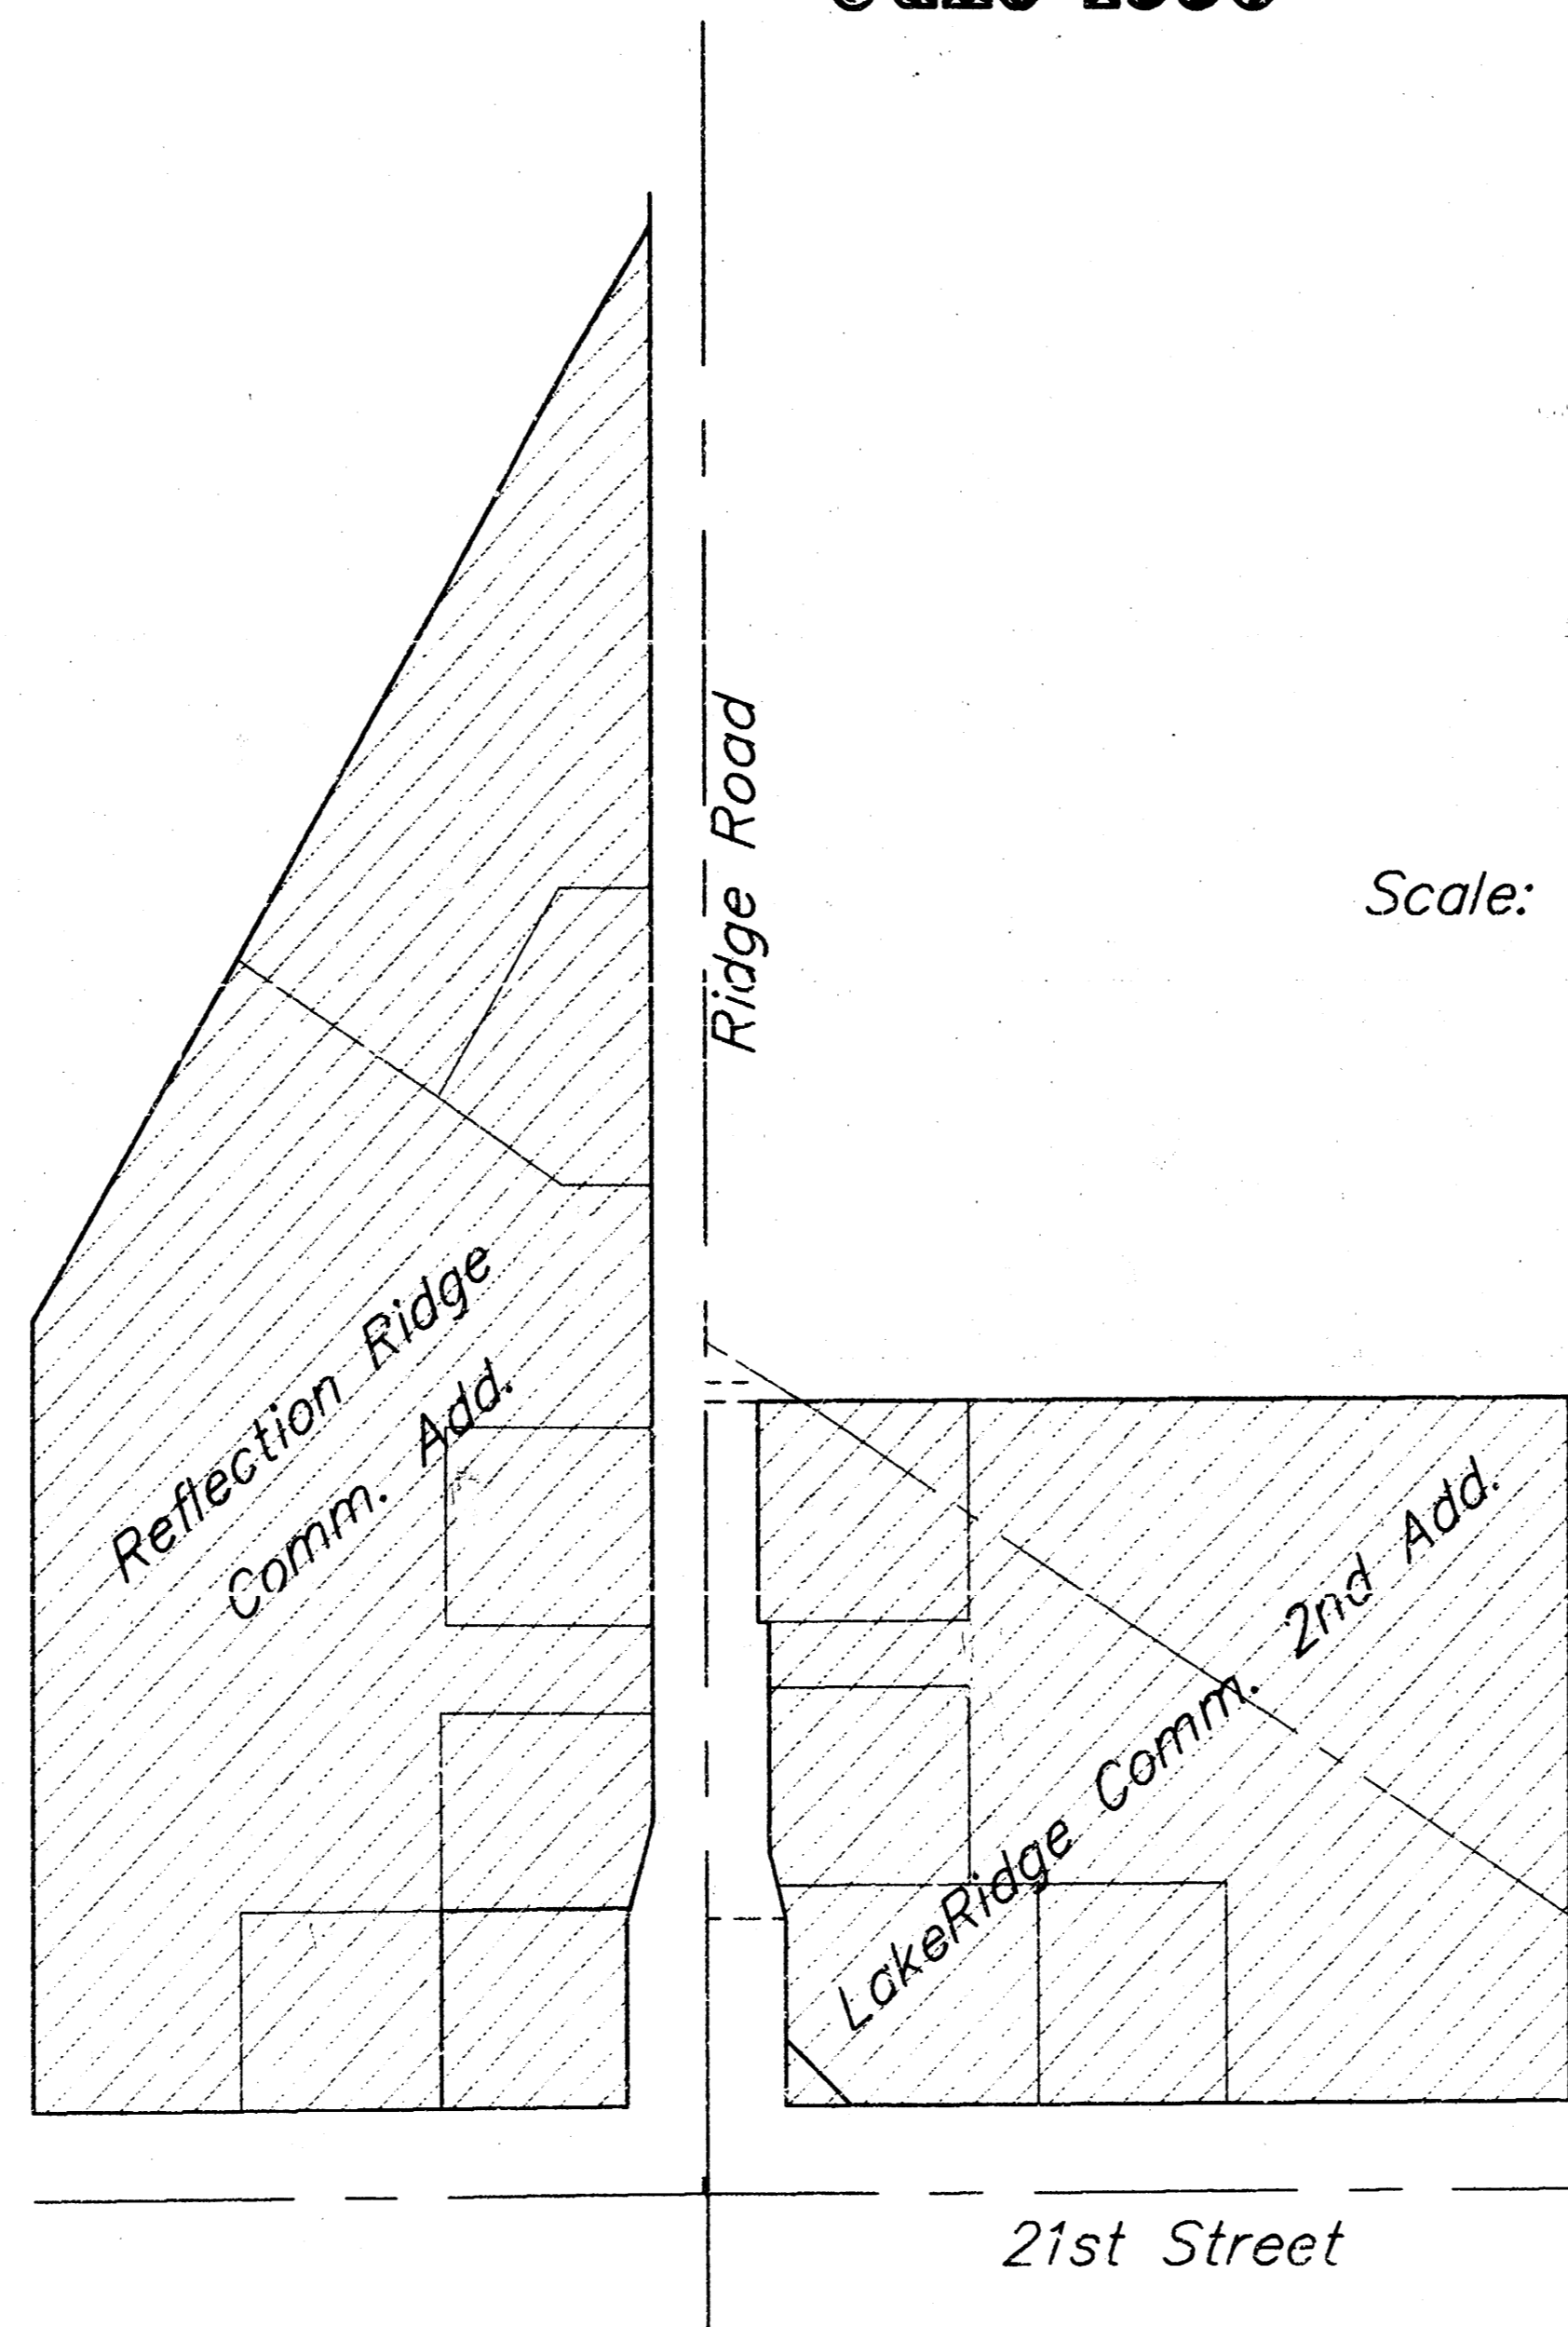 Ridge Road
Scale:
Reflection Ridge
Comm. Add.
LakeRidge Comm. 2nd Add.
21st Street